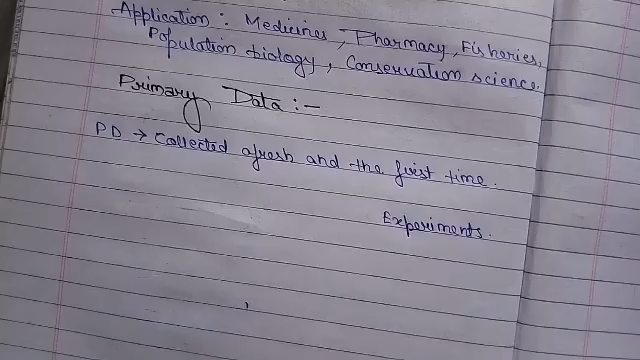 Application : Medicines, Pharmacy, Fisheries,
Population biology, Conservation science.
Primary Data :-
PD → Collected afresh and the first time.
Experiments.